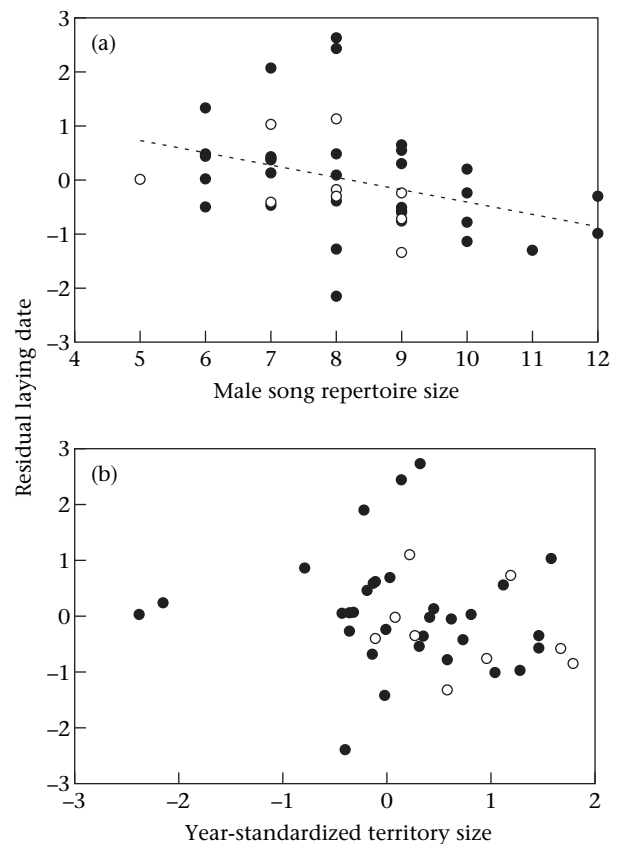 (a)
3
2
1
0
–1
–2
–3
4 5 6 7 8 9 10 11 12
Male song repertoire size
Residual laying date
(b)
3
2
1
0
–1
–2
–3
–3 –2 –1 0 1 2
Year-standardized territory size